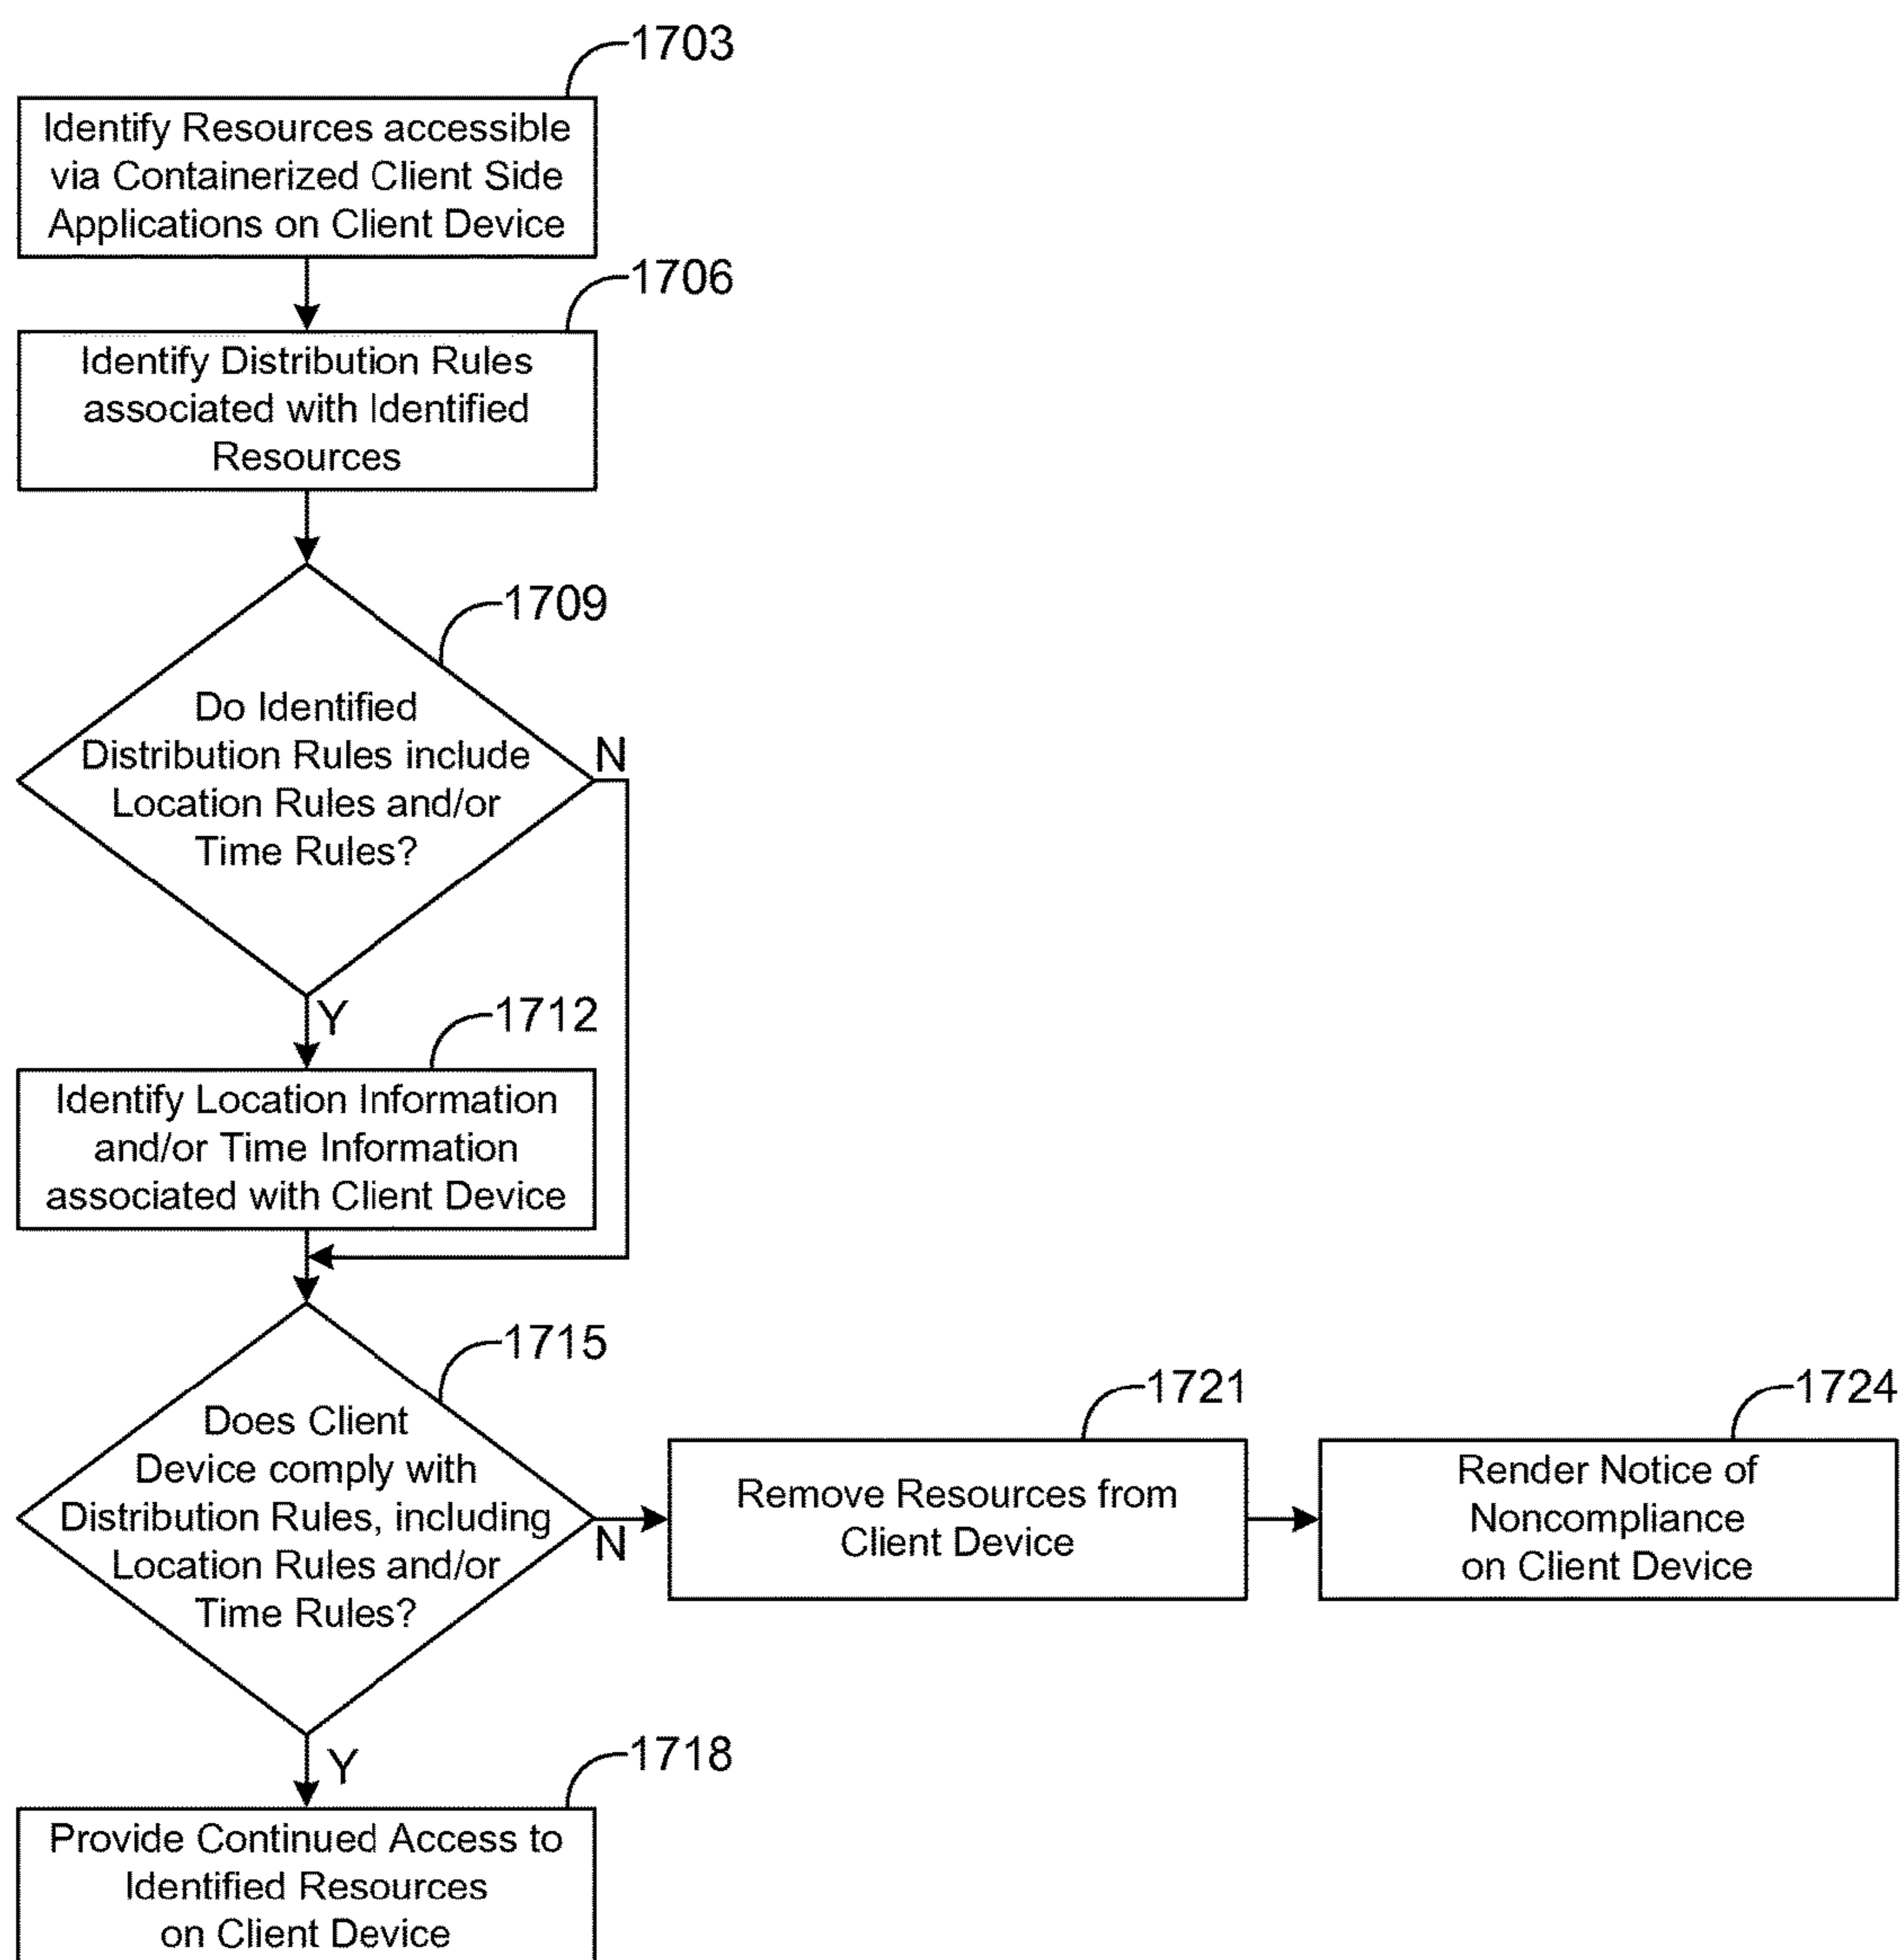 1703
Identify Resources accessible
via Containerized Client Side
Applications on Client Device
1706
Identify Distribution Rules
associated with Identified
Resources
1709
Do Identified
Distribution Rules include
Location Rules and/or
Time Rules?
N
Y
1712
Identify Location Information
and/or Time Information
associated with Client Device
1715
Does Client
Device comply with
Distribution Rules, including
Location Rules and/or
Time Rules?
N
1721
Remove Resources from
Client Device
1724
Render Notice of
Noncompliance
on Client Device
Y
1718
Provide Continued Access to
Identified Resources
on Client Device